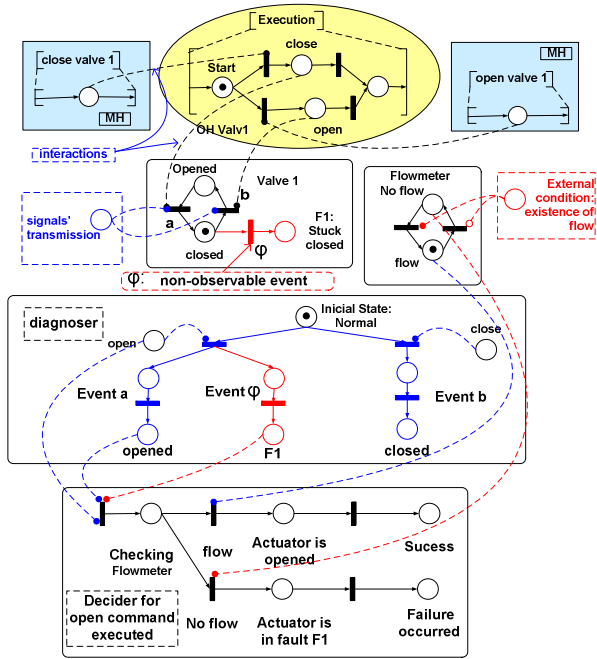 Execution
close valve 1
MH
Start
close
OH Valv1
open
MH
open valve 1
interactions
signals'
transmission
Opened
Valve 1
a
b
closed
φ
F1:
Stuck
closed
φ: non-observable event
Flowmeter
No flow
flow
External
condition:
existence of
flow
diagnoser
Inicial State:
Normal
open
close
Event a
Event φ
Event b
opened
F1
closed
Checking
Flowmeter
flow
Actuator is
opened
Sucess
Decider for
open command
executed
No flow
Actuator is
in fault F1
Failure
occurred